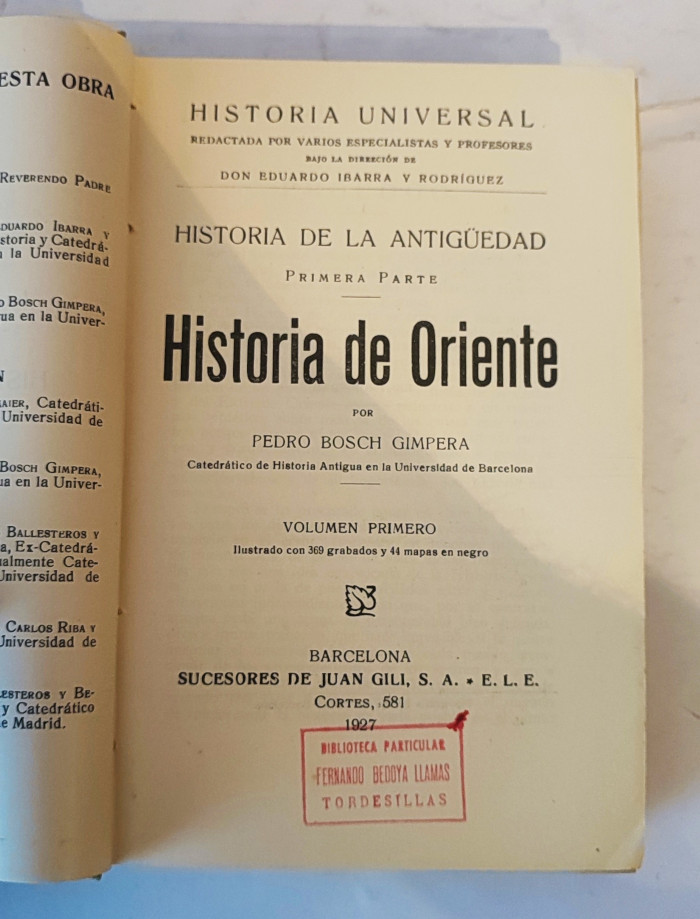 ESTA OBRA
REVERENDO PADRE
DUARDO IBARRA Y
storia y Catedrá-
la Universidad
BOSCH GIMPERA,
ua en la Univer-
N
AIER, Catedráti-
Universidad de
BOSCH GIMPERA,
ua en la Univer-
BALLESTEROS Y
a, Ex-Catedrá-
ualmente Cate-
Universidad de
CARLOS RIBA Y
Universidad de
LESTEROS Y BE-
y Catedrático
e Madrid.
HISTORIA UNIVERSAL
REDACTADA POR VARIOS ESPECIALISTAS Y PROFESORES
BAJO LA DIRECCIÓN DE
DON EDUARDO IBARRA Y RODRÍGUEZ
HISTORIA DE LA ANTIGÜEDAD
PRIMERA PARTE
Historia de Oriente
POR
PEDRO BOSCH GIMPERA
Catedrático de Historia Antigua en la Universidad de Barcelona
VOLUMEN PRIMERO
Ilustrado con 369 grabados y 44 mapas en negro
BARCELONA
SUCESORES DE JUAN GILI, S. A. * E. L. E.
CORTES, 581
1927
BIBLIOTECA PARTICULAR
FERNANDO BEDOYA LLAMAS
TORDESILLAS